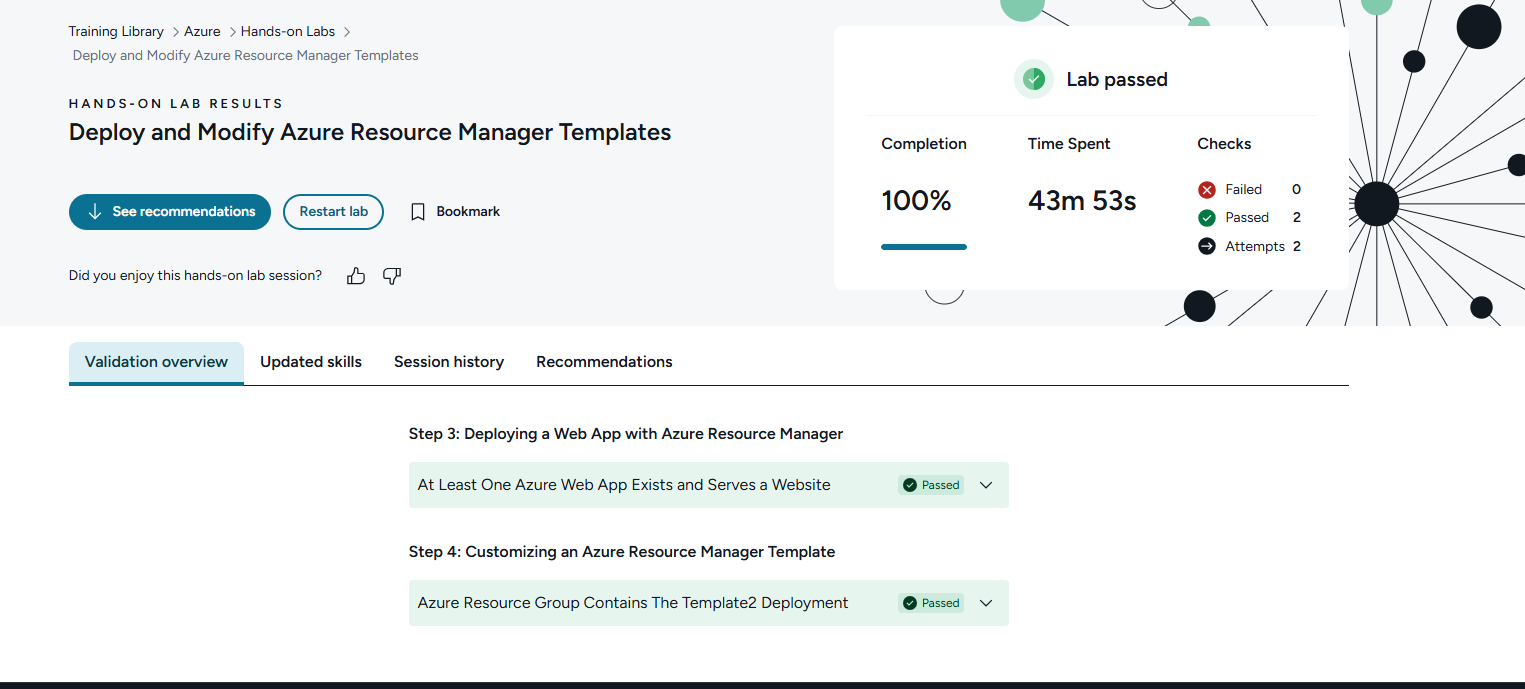 Training Library > Azure > Hands-on Labs >
Deploy and Modify Azure Resource Manager Templates
HANDS-ON LAB RESULTS
Deploy and Modify Azure Resource Manager Templates
See recommendations Restart lab Bookmark
Did you enjoy this hands-on lab session?
Lab passed
Completion Time Spent Checks
100% 43m 53s
Failed 0
Passed 2
Attempts 2
Validation overview Updated skills Session history Recommendations
Step 3: Deploying a Web App with Azure Resource Manager
At Least One Azure Web App Exists and Serves a Website Passed
Step 4: Customizing an Azure Resource Manager Template
Azure Resource Group Contains The Template2 Deployment Passed